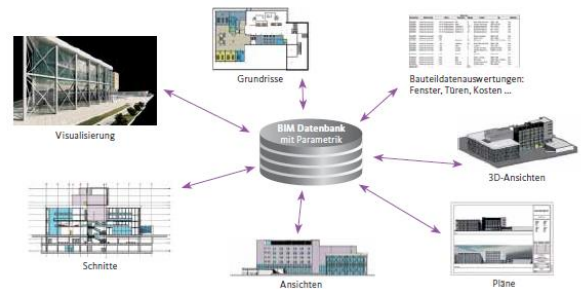 Grundrisse
Bauteildatenauswertungen:
Fenster, Türen, Kosten ...
Visualisierung
BIM Datenbank
mit Parametrik
3D-Ansichten
Schnitte
Ansichten
Pläne